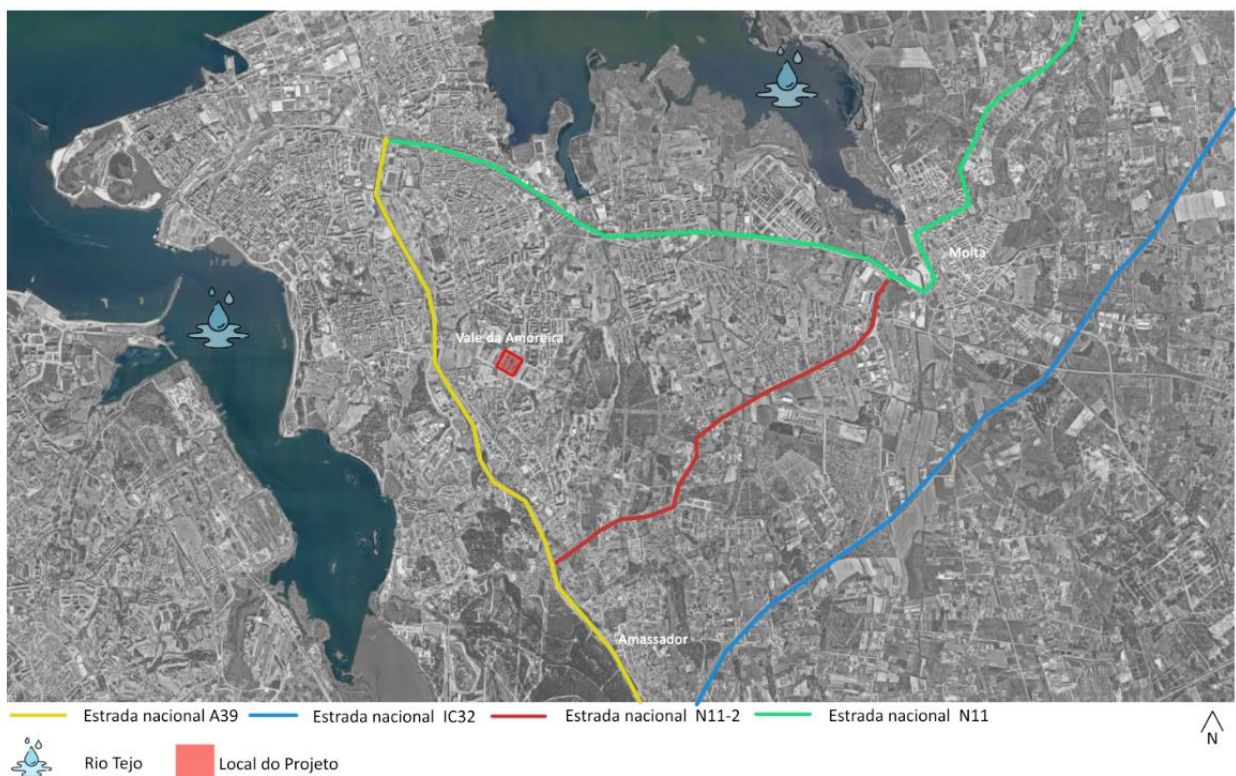 Moita
Vale da Amoreira
Amassador
Estrada nacional A39
Estrada nacional IC32
Estrada nacional N11-2
Estrada nacional N11
N
Rio Tejo
Local do Projeto